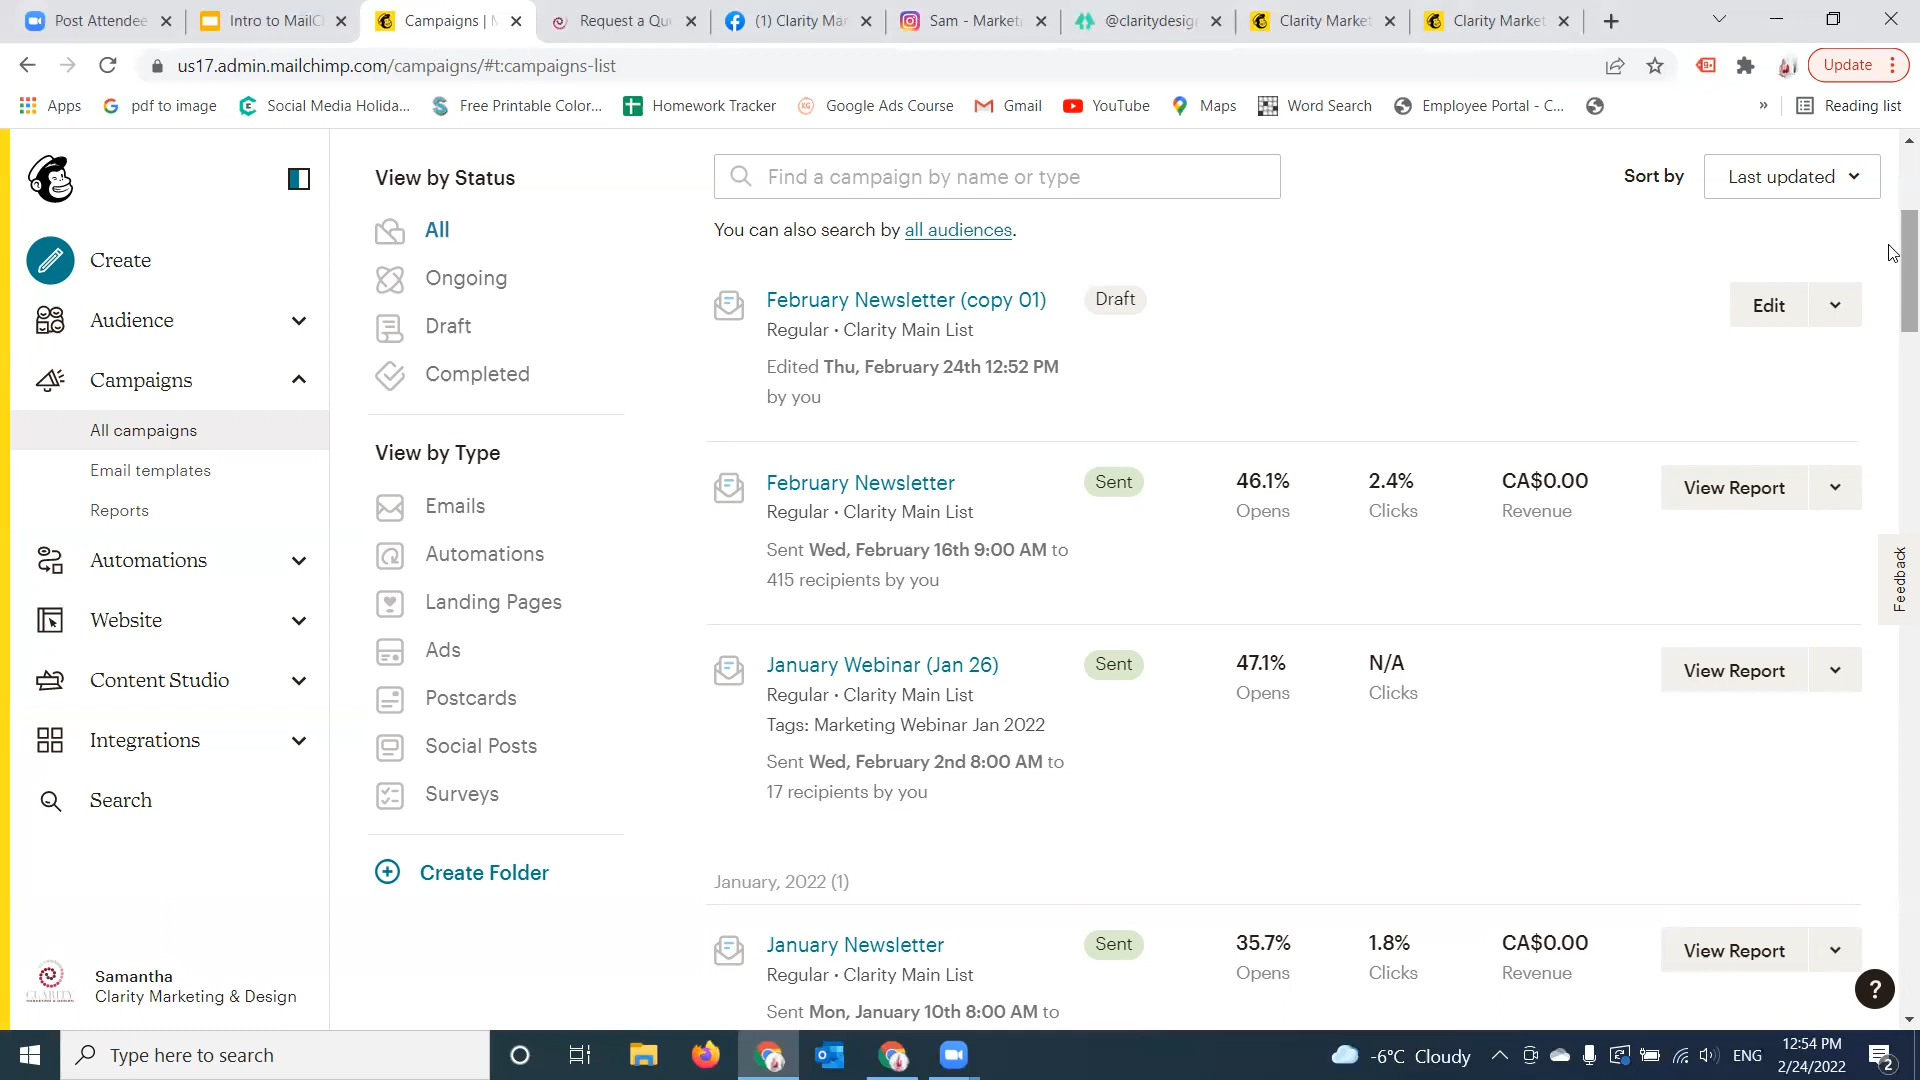 Post Attendee
Intro to MailCh
Campaigns | M
Request a Quo
(1) Clarity Mar
Sam - Marketi
@claritydesign
Clarity Market
Clarity Market
us17.admin.mailchimp.com/campaigns/#t:campaigns-list
Update
Apps
pdf to image
Social Media Holida...
Free Printable Color...
Homework Tracker
Google Ads Course
Gmail
YouTube
Maps
Word Search
Employee Portal - C...
»
Reading list
Create
Audience
Campaigns
All campaigns
Email templates
Reports
Automations
Website
Content Studio
Integrations
Search
CLARITY
Samantha
Clarity Marketing & Design
View by Status
All
Ongoing
Draft
Completed
View by Type
Emails
Automations
Landing Pages
Ads
Postcards
Social Posts
Surveys
Create Folder
Find a campaign by name or type
Sort by
Last updated
You can also search by all audiences.
February Newsletter (copy 01)
Draft
Regular • Clarity Main List
Edited Thu, February 24th 12:52 PM
by you
Edit
February Newsletter
Sent
Regular • Clarity Main List
Sent Wed, February 16th 9:00 AM to
415 recipients by you
46.1%
Opens
2.4%
Clicks
CA$0.00
Revenue
View Report
January Webinar (Jan 26)
Sent
Regular • Clarity Main List
Tags: Marketing Webinar Jan 2022
Sent Wed, February 2nd 8:00 AM to
17 recipients by you
47.1%
Opens
N/A
Clicks
View Report
January, 2022 (1)
January Newsletter
Sent
Regular • Clarity Main List
Sent Mon, January 10th 8:00 AM to
35.7%
Opens
1.8%
Clicks
CA$0.00
Revenue
View Report
Feedback
?
Type here to search
-6°C Cloudy
ENG
12:54 PM
2/24/2022
2